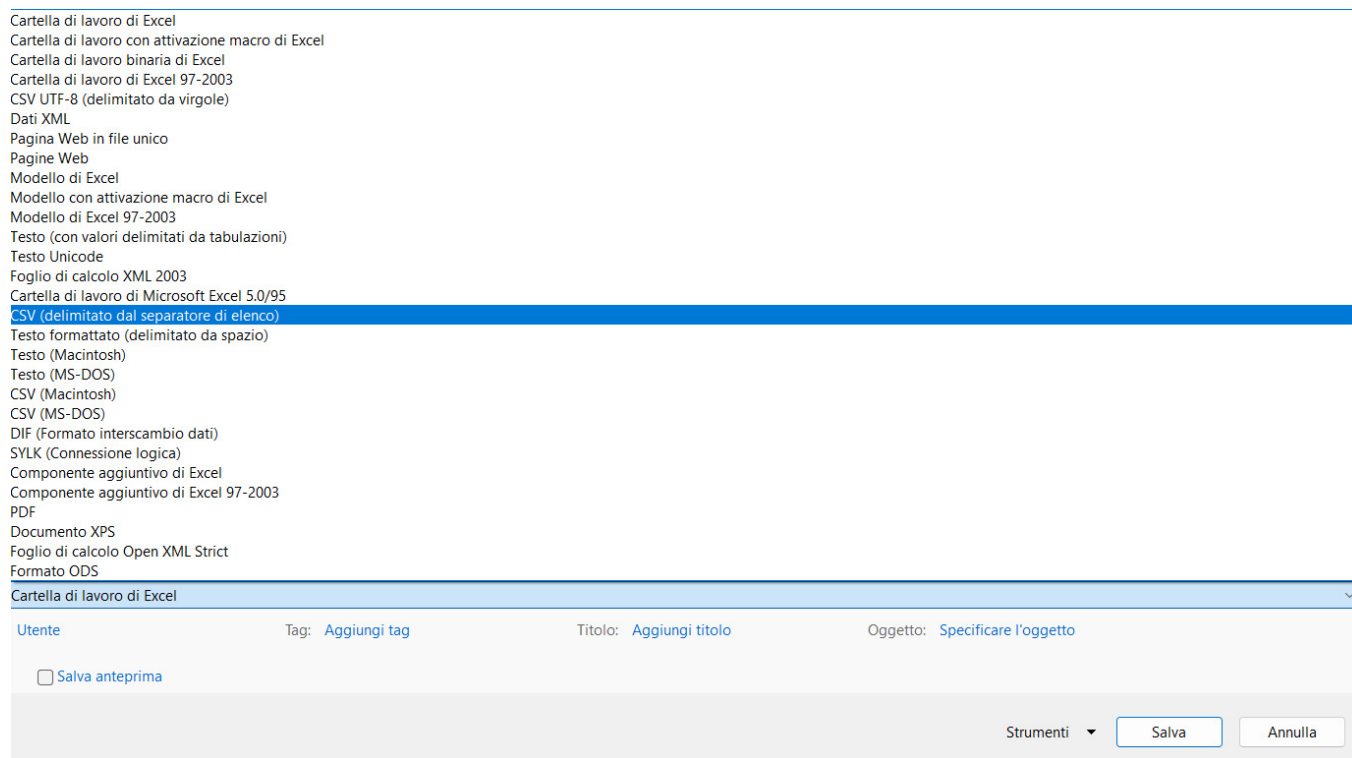 Cartella di lavoro di Excel
Cartella di lavoro con attivazione macro di Excel
Cartella di lavoro binaria di Excel
Cartella di lavoro di Excel 97-2003
CSV UTF-8 (delimitato da virgole)
Dati XML
Pagina Web in file unico
Pagine Web
Modello di Excel
Modello con attivazione macro di Excel
Modello di Excel 97-2003
Testo (con valori delimitati da tabulazioni)
Testo Unicode
Foglio di calcolo XML 2003
Cartella di lavoro di Microsoft Excel 5.0/95
CSV (delimitato dal separatore di elenco)
Testo formattato (delimitato da spazio)
Testo (Macintosh)
Testo (MS-DOS)
CSV (Macintosh)
CSV (MS-DOS)
DIF (Formato interscambio dati)
SYLK (Connessione logica)
Componente aggiuntivo di Excel
Componente aggiuntivo di Excel 97-2003
PDF
Documento XPS
Foglio di calcolo Open XML Strict
Formato ODS
Cartella di lavoro di Excel
Utente Tag: Aggiungi tag Titolo: Aggiungi titolo Oggetto: Specificare l'oggetto
Salva anteprima
Strumenti Salva Annulla